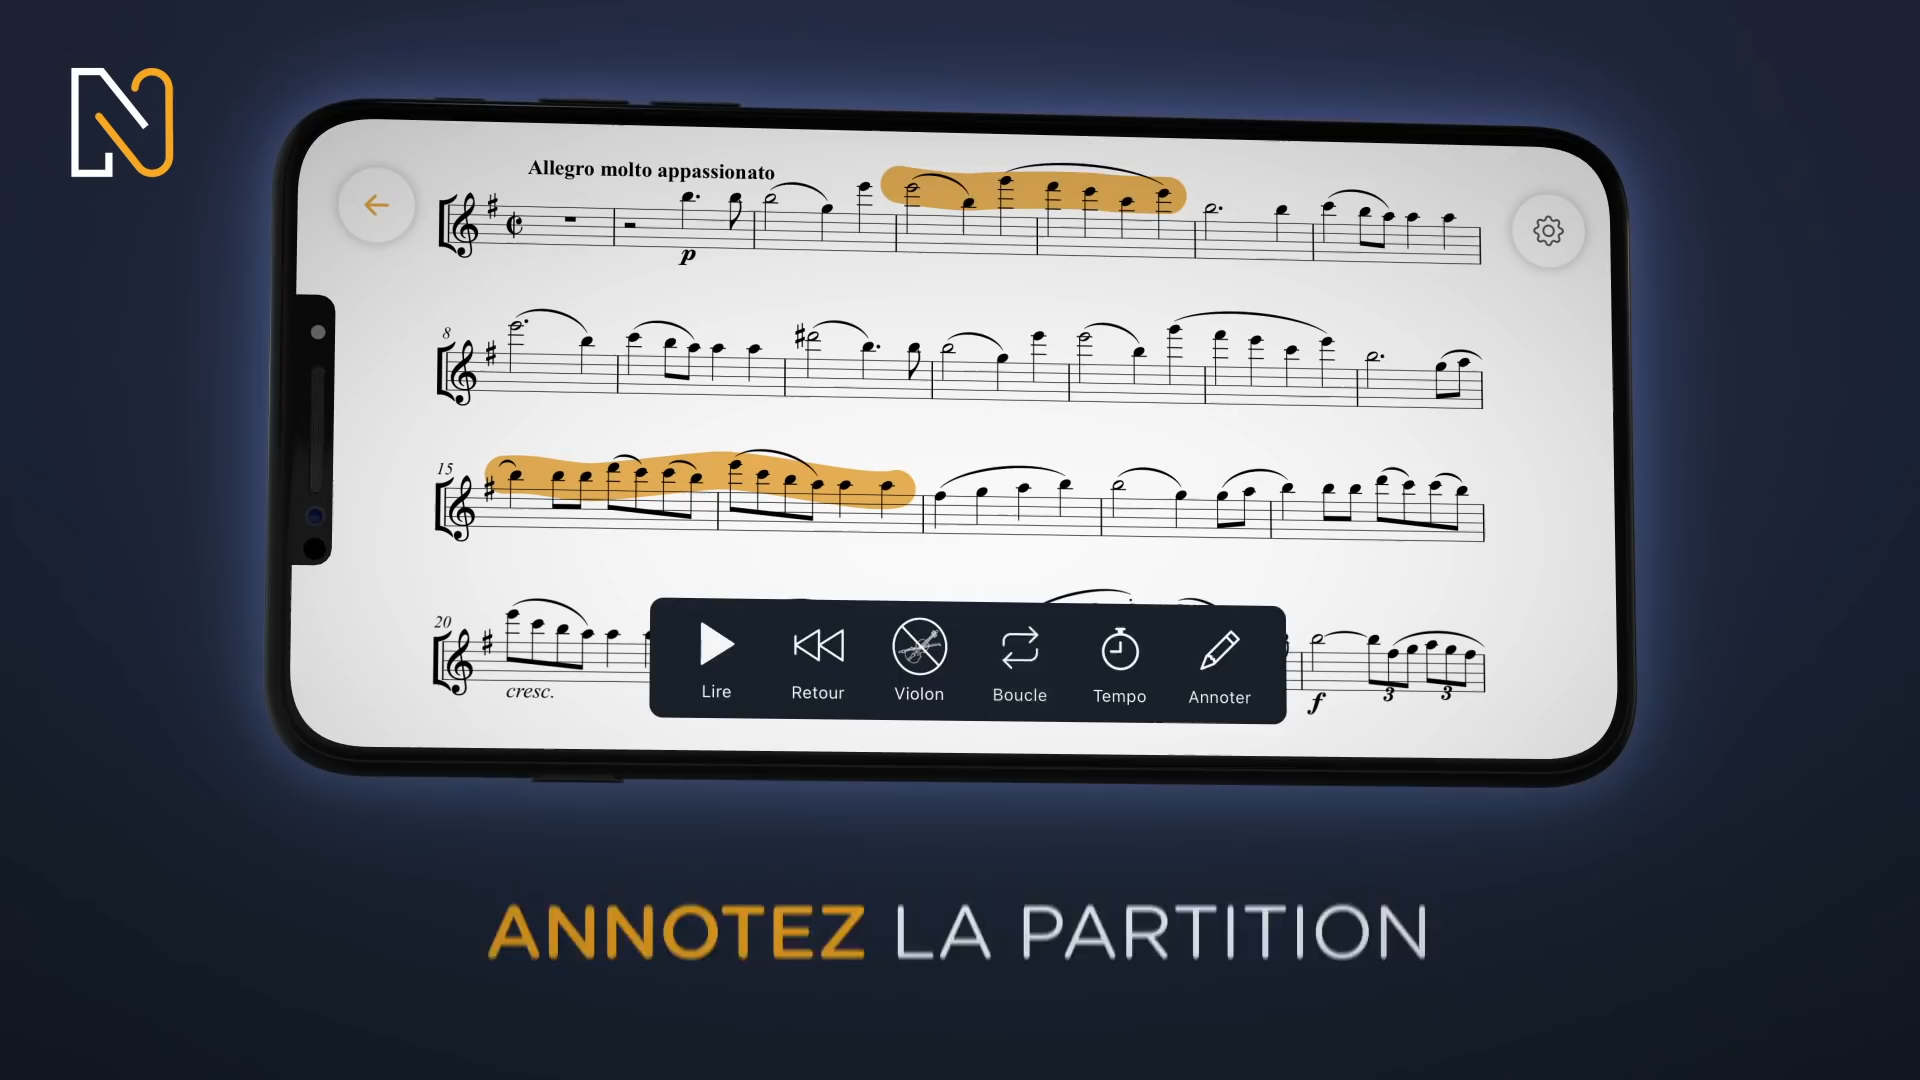 N
Allegro molto appassionato
p
8
15
20
cresc.
f
3 3
Lire Retour Violon Boucle Tempo Annoter
ANNOTEZ LA PARTITION